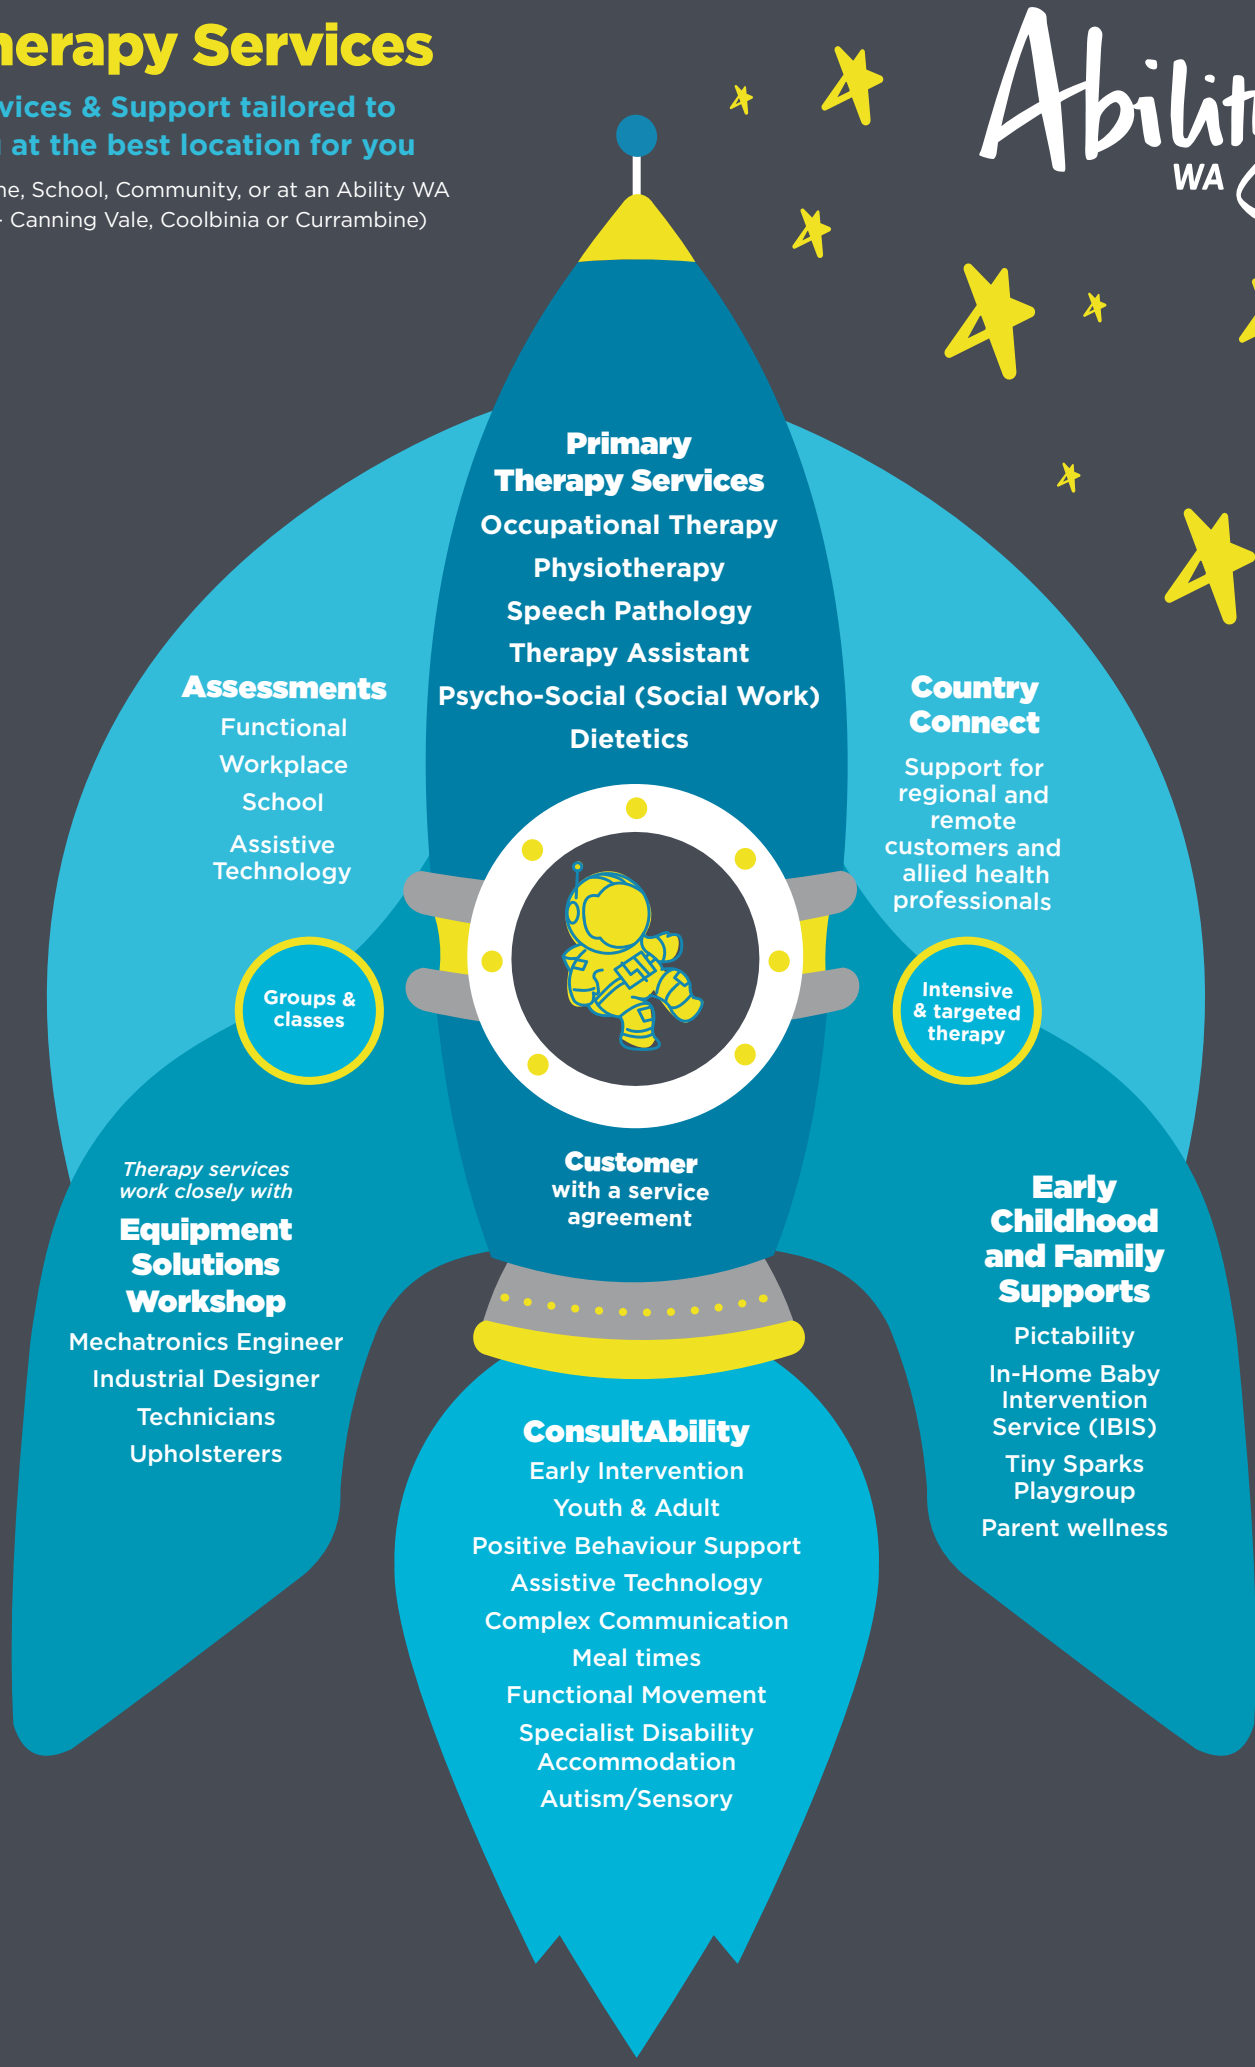 herapy Services
vices & Support tailored to
at the best location for you
ne, School, Community, or at an Ability WA
- Canning Vale, Coolbinia or Currambine)
Abilit
WA
Primary
Therapy Services
Occupational Therapy
Physiotherapy
Speech Pathology
Therapy Assistant
Psycho-Social (Social Work)
Dietetics
Assessments
Functional
Workplace
School
Assistive
Technology
Country
Connect
Support for
regional and
remote
customers and
allied health
professionals
Groups &
classes
Intensive
& targeted
therapy
Customer
with a service
agreement
Therapy services
work closely with
Equipment
Solutions
Workshop
Mechatronics Engineer
Industrial Designer
Technicians
Upholsterers
Early
Childhood
and Family
Supports
Pictability
In-Home Baby
Intervention
Service (IBIS)
Tiny Sparks
Playgroup
Parent wellness
ConsultAbility
Early Intervention
Youth & Adult
Positive Behaviour Support
Assistive Technology
Complex Communication
Meal times
Functional Movement
Specialist Disability
Accommodation
Autism/Sensory